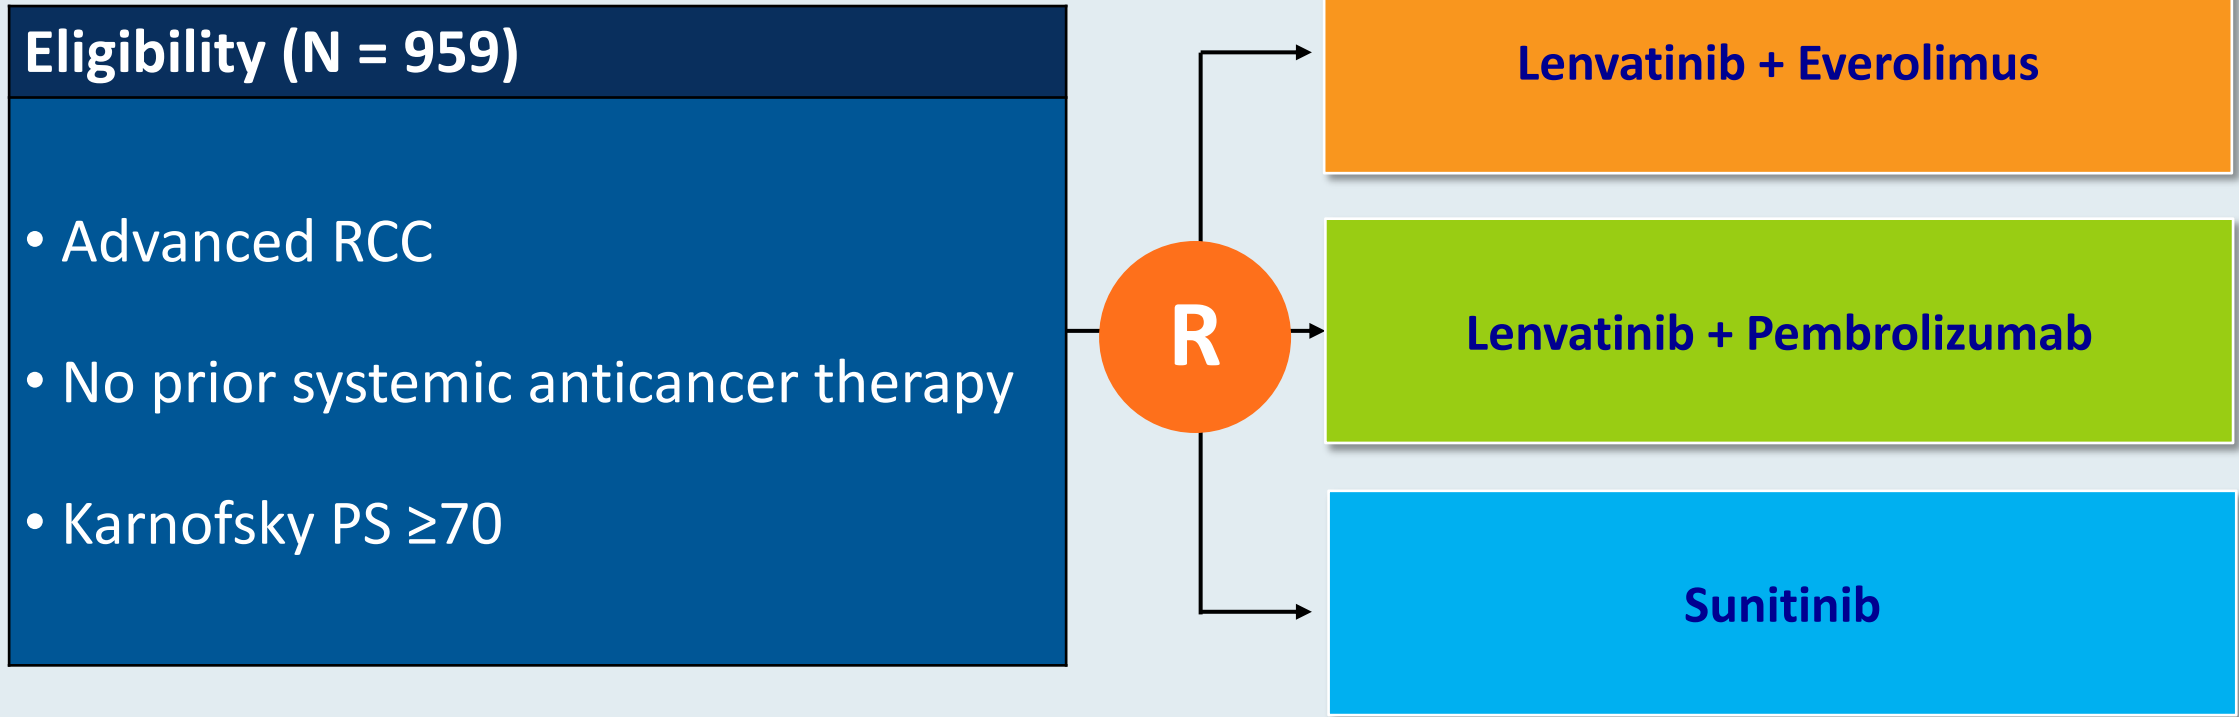 Eligibility (N = 959)
• Advanced RCC
• No prior systemic anticancer therapy
• Karnofsky PS ≥70
R
Lenvatinib + Everolimus
Lenvatinib + Pembrolizumab
Sunitinib